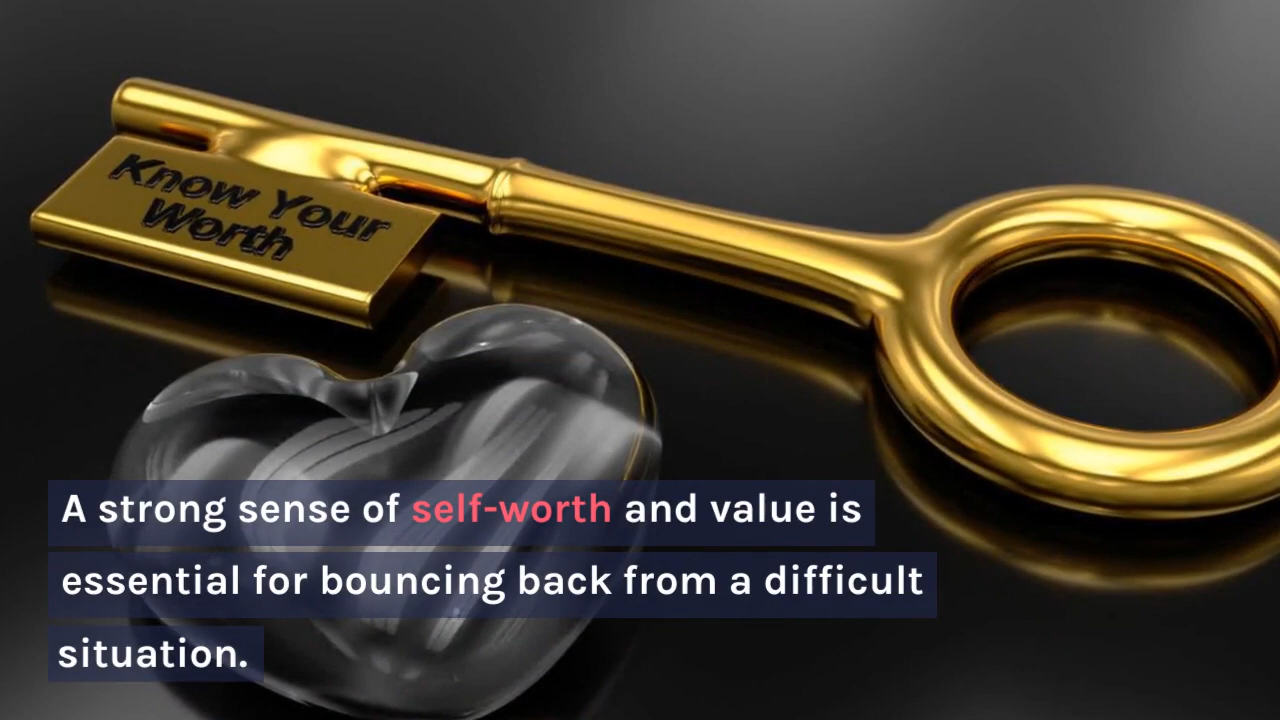 Know Your
Worth
A strong sense of self-worth and value is
essential for bouncing back from a difficult
situation.